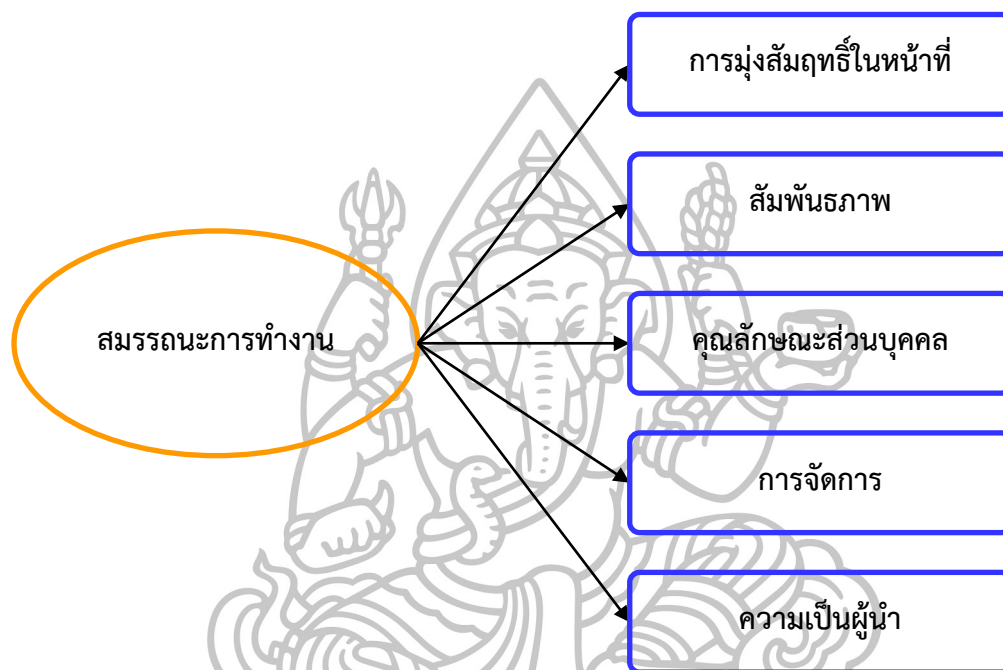 การมุ่งสัมฤทธิ์ในหน้าที่
สัมพันธภาพ
สมรรถนะการทำงาน
คุณลักษณะส่วนบุคคล
การจัดการ
ความเป็นผู้นำ